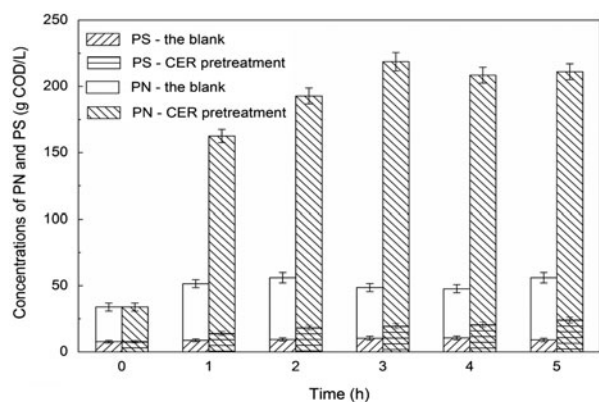 250
200
150
100
50
0
Concentrations of PN and PS (g COD/L)
PS - the blank
PS - CER pretreatment
PN - the blank
PN - CER pretreatment
0 1 2 3 4 5
Time (h)